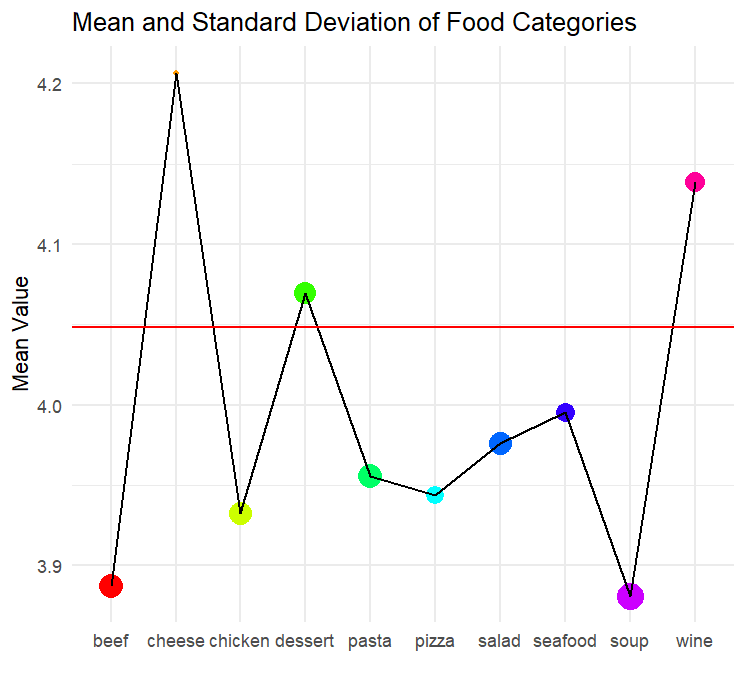 Mean and Standard Deviation of Food Categories
Mean Value
4.2
4.1
4.0
3.9
beef cheese chicken dessert pasta pizza salad seafood soup wine